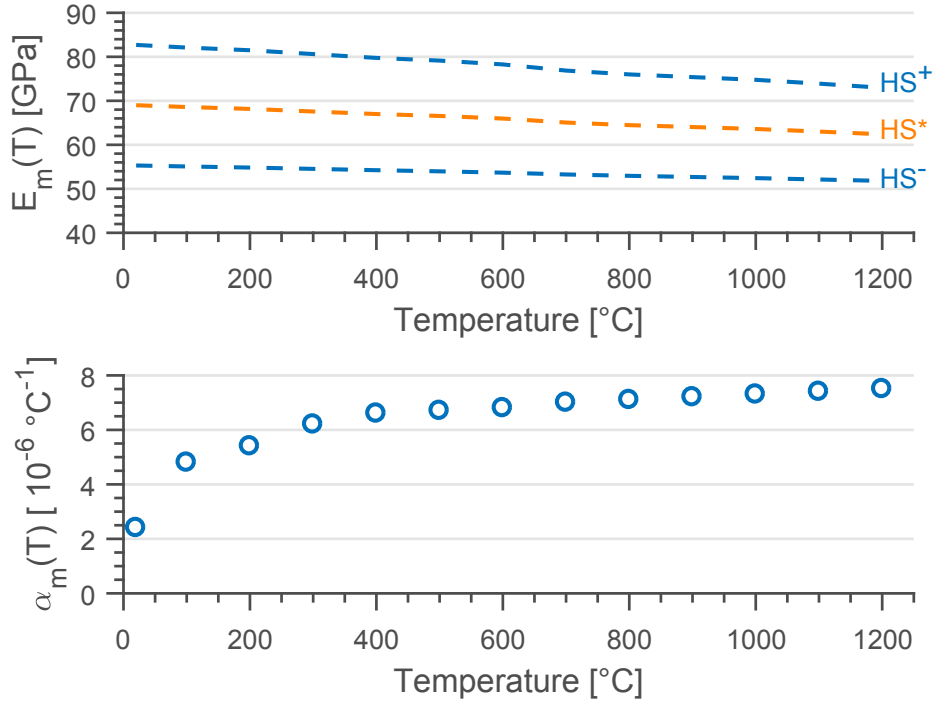 E_m(T) [GPa]
90
80
70
60
50
40
HS⁺
HS*
HS⁻
0 200 400 600 800 1000 1200
Temperature [°C]
α_m(T) [ 10⁻⁶ °C⁻¹]
8
6
4
2
0
0 200 400 600 800 1000 1200
Temperature [°C]